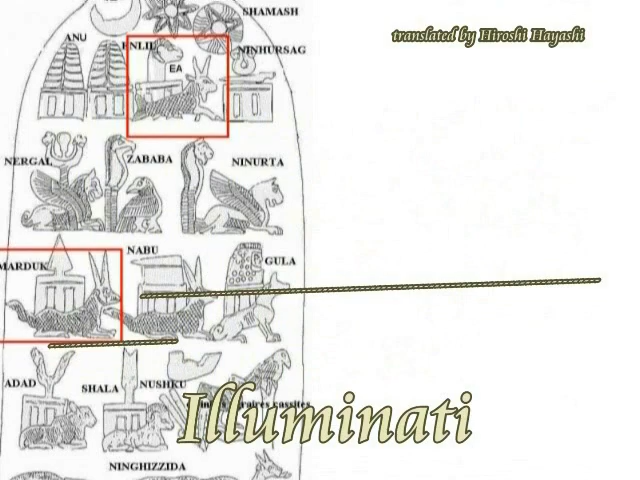 SHAMASH
translated by Hiroshi Hayashi
ANU
ENLIL
NINHURSAG
EA
NERGAL
ZABABA
NINURTA
MARDUK
NABU
GULA
ADAD
SHALA
NUSHKU
cassites
Illuminati
NINGHIZZIDA